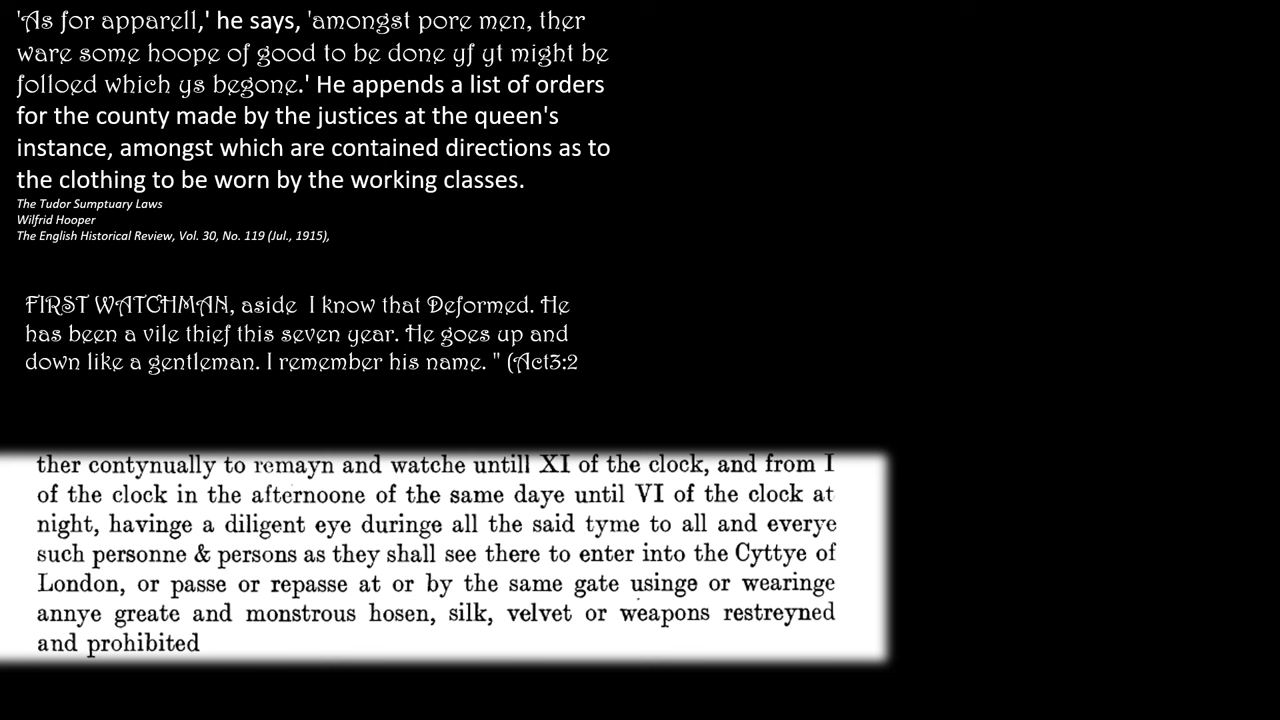 'As for apparell,' he says, 'amongst pore men, ther
ware some hoope of good to be done yf yt might be
folloed which ys begone.' He appends a list of orders
for the county made by the justices at the queen's
instance, amongst which are contained directions as to
the clothing to be worn by the working classes.
The Tudor Sumptuary Laws
Wilfrid Hooper
The English Historical Review, Vol. 30, No. 119 (Jul., 1915),
FIRST WATCHMAN, aside I know that Deformed. He
has been a vile thief this seven year. He goes up and
down like a gentleman. I remember his name. " (Act3:2
ther contynually to remayn and watche untill XI of the clock, and from I
of the clock in the afternoone of the same daye until VI of the clock at
night, havinge a diligent eye duringe all the said tyme to all and everye
such personne & persons as they shall see there to enter into the Cyttye of
London, or passe or repasse at or by the same gate usinge or wearinge
annye greate and monstrous hosen, silk, velvet or weapons restreyned
and prohibited